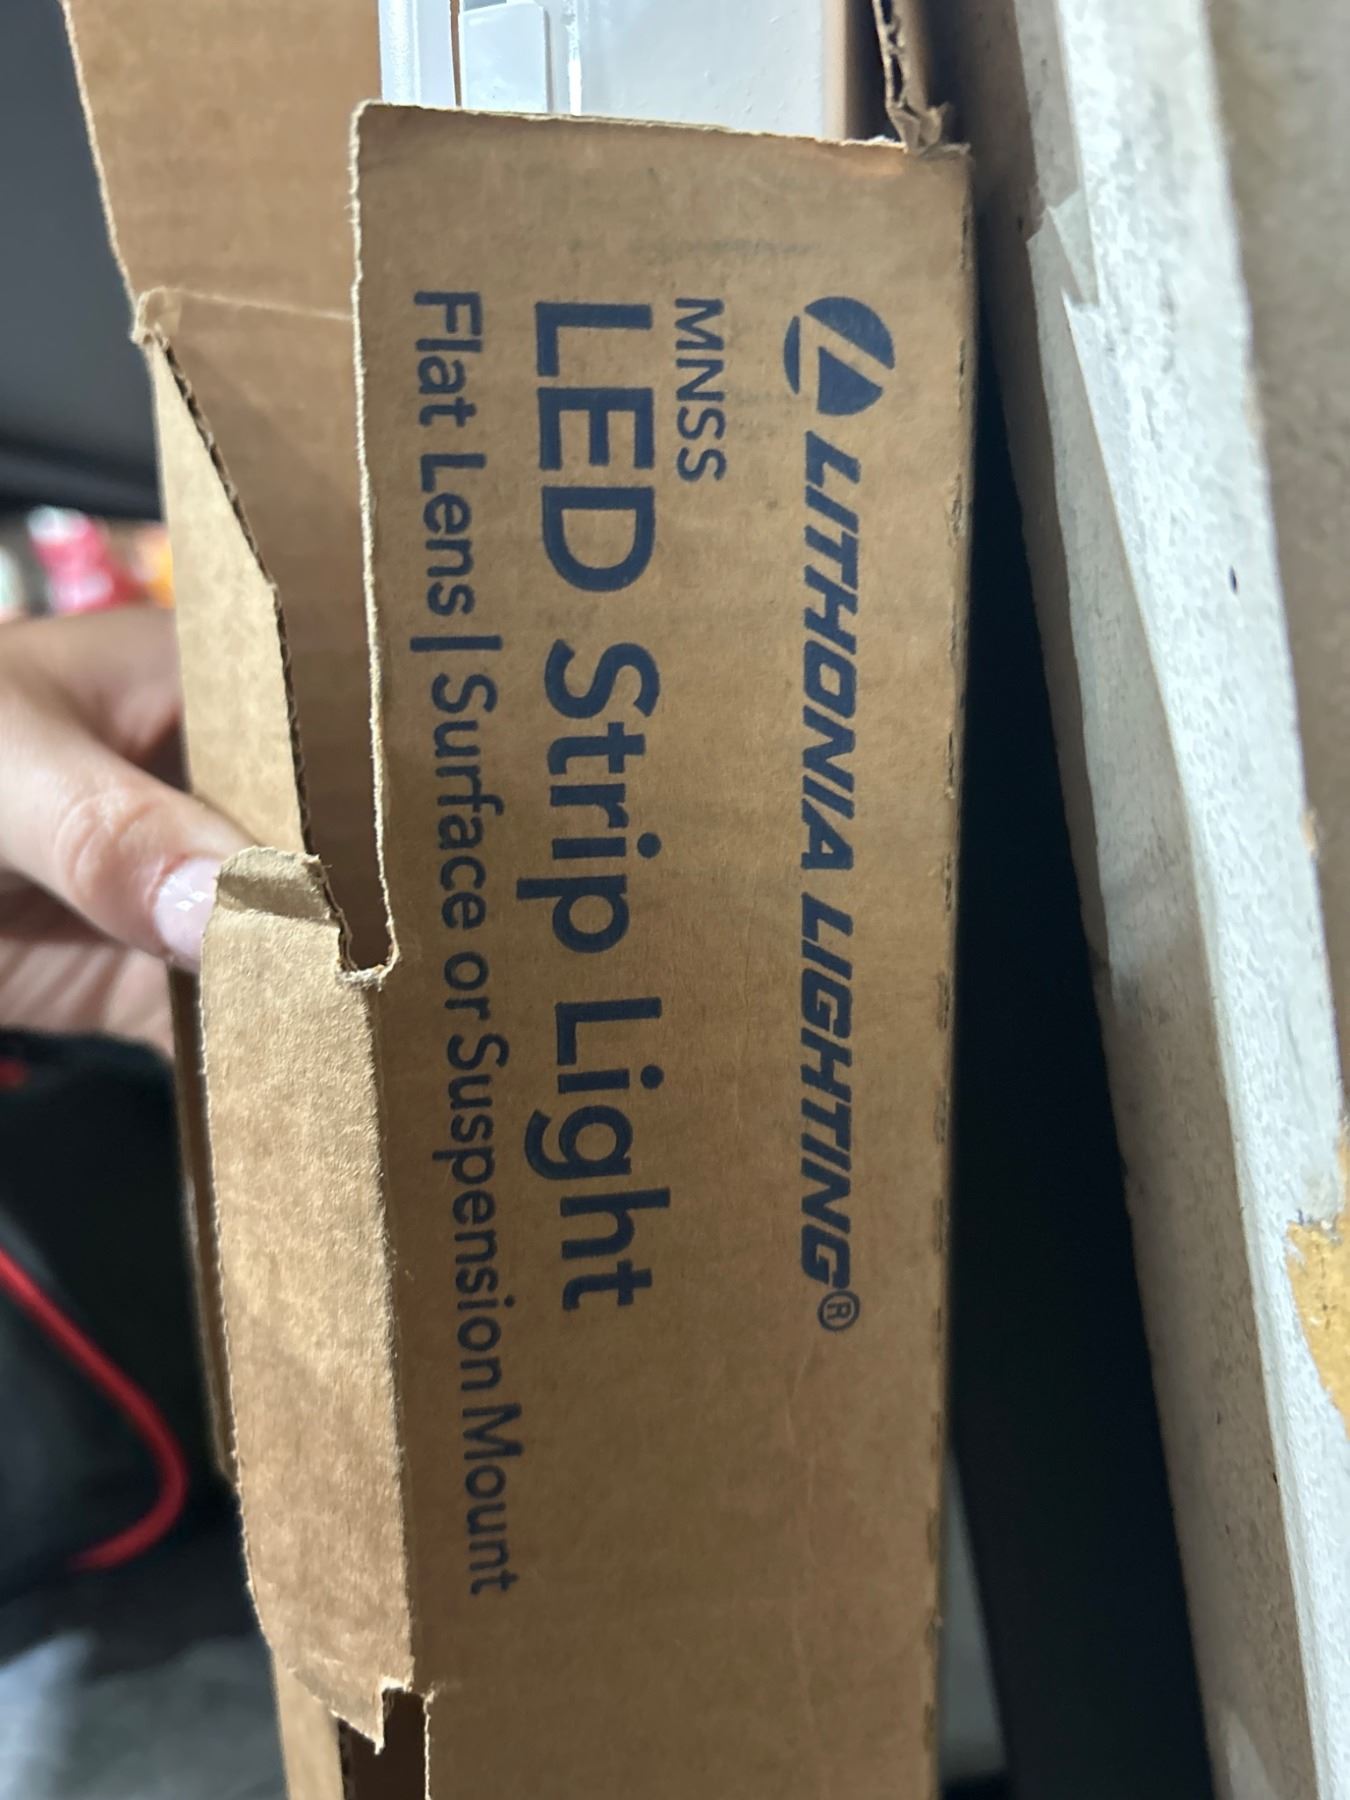 LITHONIA LIGHTING®
MNSS
LED Strip Light
Flat Lens | Surface or Suspension Mount